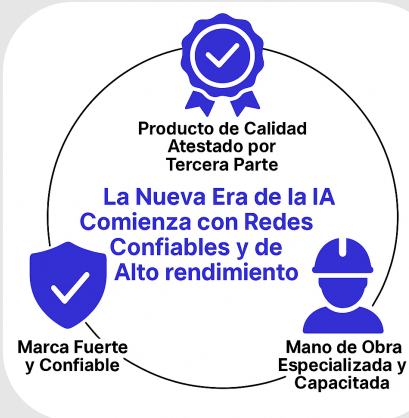 Producto de Calidad
Atestado por
Tercera Parte
La Nueva Era de la IA
Comienza con Redes
Confiables y de
Alto rendimiento
Marca Fuerte
y Confiable
Mano de Obra
Especializada y
Capacitada